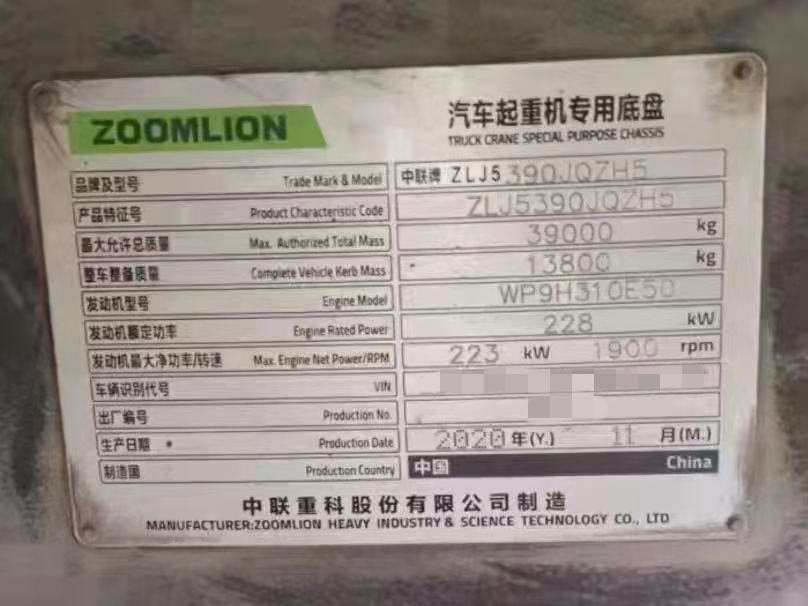 ZOOMLION
汽车起重机专用底盘
TRUCK CRANE SPECIAL PURPOSE CHASSIS
品牌及型号 Trade Mark & Model 中联牌 ZLJ5390JQZH5
产品特征号 Product Characteristic Code ZLJ5390JQZH5
最大允许总质量 Max. Authorized Total Mass 39000 kg
整车整备质量 Complete Vehicle Kerb Mass 13800 kg
发动机型号 Engine Model WP9H310E50
发动机额定功率 Engine Rated Power 228 kW
发动机最大净功率/转速 Max. Engine Net Power/RPM 223 kW 1900 rpm
车辆识别代号 VIN
出厂编号 Production No.
生产日期 Production Date 2020 年(Y.) 11 月(M.)
制造国 Production Country 中国 China
中联重科股份有限公司制造
MANUFACTURER:ZOOMLION HEAVY INDUSTRY & SCIENCE TECHNOLOGY CO., LTD